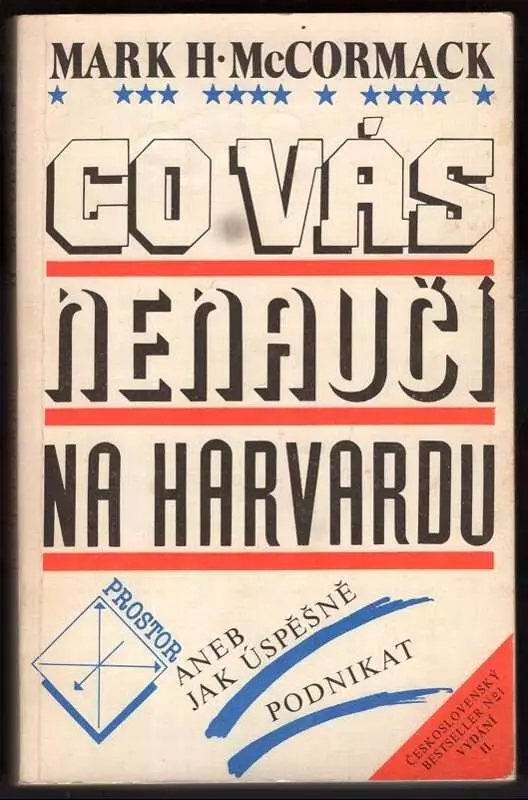 MARK H·McCORMACK
CO VÁS
NENAUČÍ
NA HARVARDU
PROSTOR
ANEB
JAK ÚSPĚŠNĚ
PODNIKAT
ČESKOSLOVENSKÝ
BESTSELLER No1
VYDÁNÍ
II.